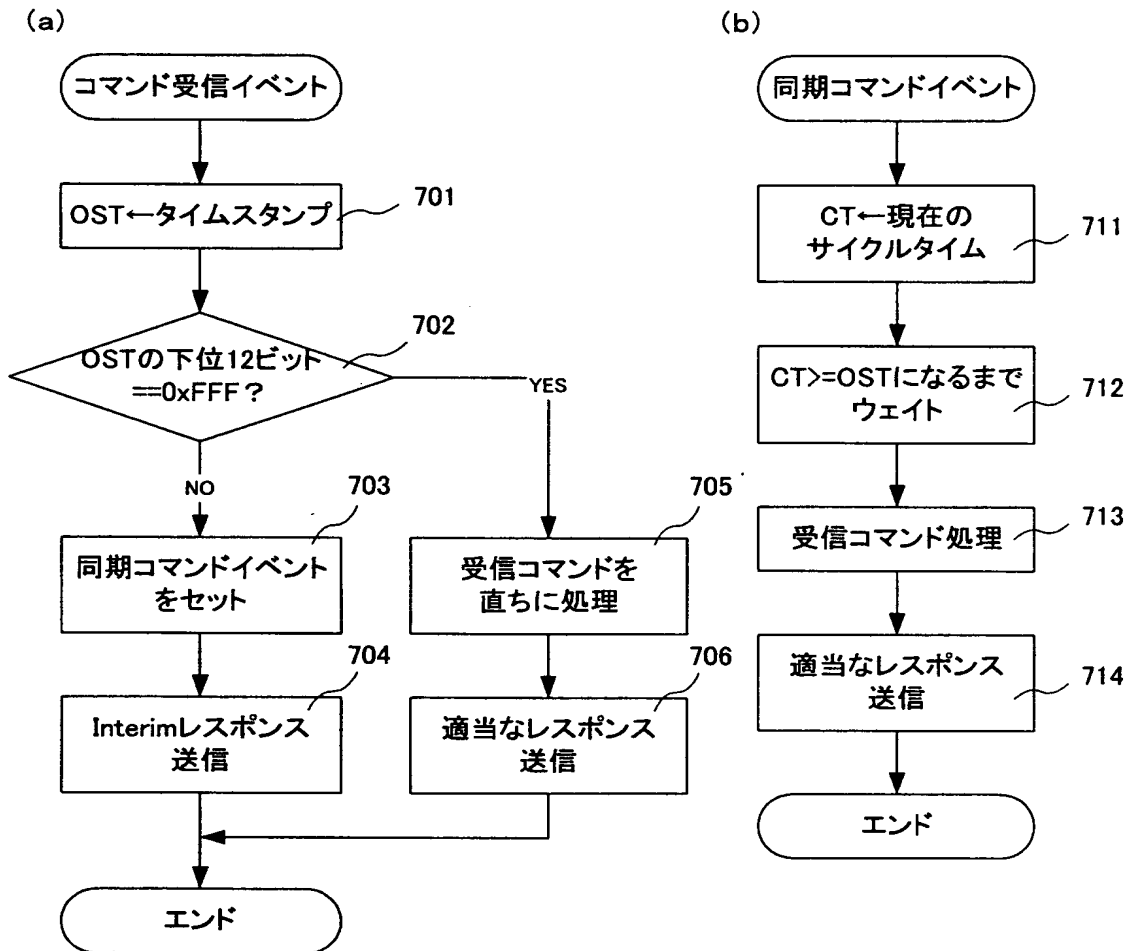 (a)
コマンド受信イベント
OST←タイムスタンプ
701
702
OSTの下位12ビット
==0xFFF?
YES
NO
703
同期コマンドイベント
をセット
705
受信コマンドを
直ちに処理
704
Interimレスポンス
送信
706
適当なレスポンス
送信
エンド
(b)
同期コマンドイベント
CT←現在の
サイクルタイム
711
CT>=OSTになるまで
ウェイト
712
受信コマンド処理
713
適当なレスポンス
送信
714
エンド